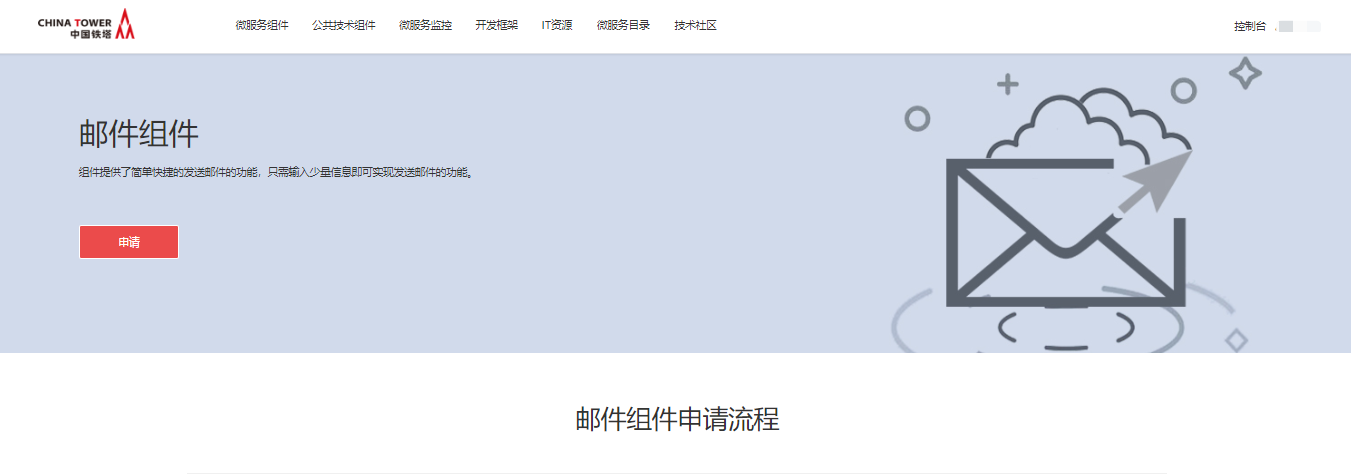 CHINA TOWER
中国铁塔
微服务组件 公共技术组件 微服务监控 开发框架 IT资源 微服务目录 技术社区 控制台
邮件组件
组件提供了简单快捷的发送邮件的功能，只需输入少量信息即可实现发送邮件的功能。
申请
邮件组件申请流程